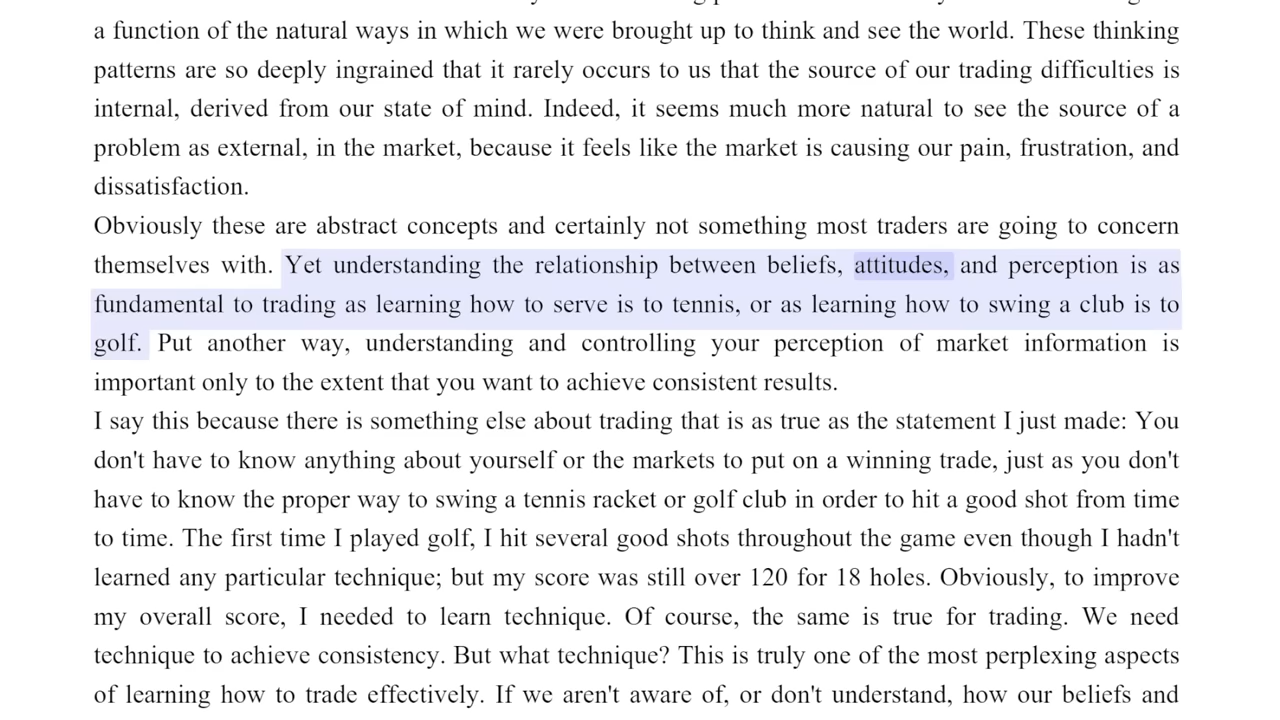 a function of the natural ways in which we were brought up to think and see the world. These thinking
patterns are so deeply ingrained that it rarely occurs to us that the source of our trading difficulties is
internal, derived from our state of mind. Indeed, it seems much more natural to see the source of a
problem as external, in the market, because it feels like the market is causing our pain, frustration, and
dissatisfaction.
Obviously these are abstract concepts and certainly not something most traders are going to concern
themselves with. Yet understanding the relationship between beliefs, attitudes, and perception is as
fundamental to trading as learning how to serve is to tennis, or as learning how to swing a club is to
golf. Put another way, understanding and controlling your perception of market information is
important only to the extent that you want to achieve consistent results.
I say this because there is something else about trading that is as true as the statement I just made: You
don't have to know anything about yourself or the markets to put on a winning trade, just as you don't
have to know the proper way to swing a tennis racket or golf club in order to hit a good shot from time
to time. The first time I played golf, I hit several good shots throughout the game even though I hadn't
learned any particular technique; but my score was still over 120 for 18 holes. Obviously, to improve
my overall score, I needed to learn technique. Of course, the same is true for trading. We need
technique to achieve consistency. But what technique? This is truly one of the most perplexing aspects
of learning how to trade effectively. If we aren't aware of, or don't understand, how our beliefs and